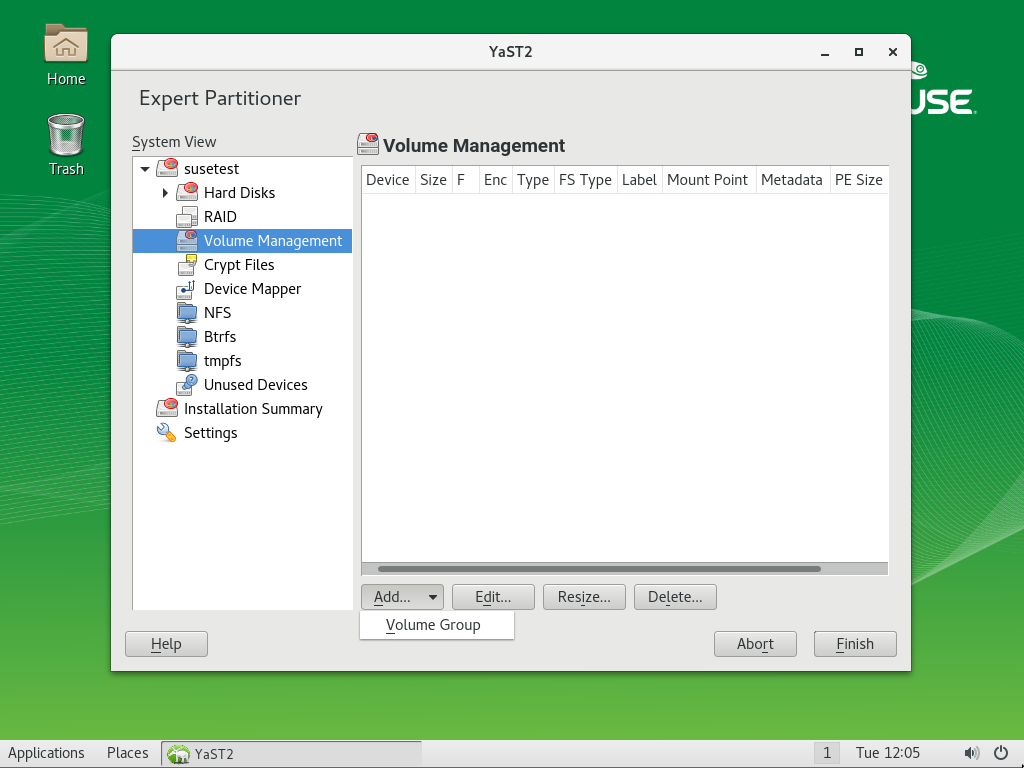 Home
Trash
YaST2
USE
Expert Partitioner
System View
susetest
Hard Disks
RAID
Volume Management
Crypt Files
Device Mapper
NFS
Btrfs
tmpfs
Unused Devices
Installation Summary
Settings
Volume Management
Device Size F Enc Type FS Type Label Mount Point Metadata PE Size
Add... Edit... Resize... Delete...
Volume Group
Help Abort Finish
Applications Places YaST2 1 Tue 12:05